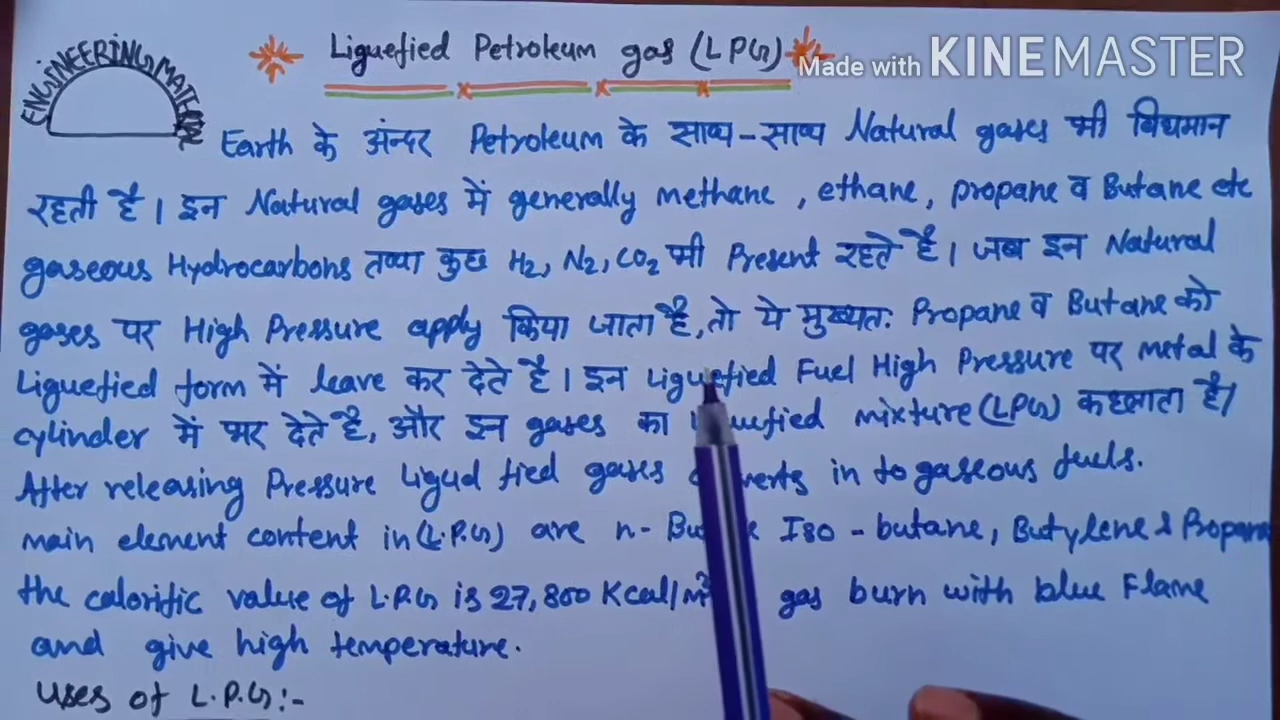 ENGINEERING MATE
Made with KINEMASTER
Liguefied Petroleum gas (LPG)
Earth के अंन्दर Petroleum के साथ-साथ Natural gases भी विद्यमान
रहती है। इन Natural gases में generally methane, ethane, propane व Butane etc
gaseous Hydrocarbons तथा कुछ H2, N2, CO2 भी Present रहते है। जब इन Natural
gases पर High Pressure apply किया जाता है, तो ये मुख्यतः Propane व Butane को
Liguefied form में leave कर देते है। इन Liguefied Fuel High Pressure पर metal के
cylinder में भर देते है, और इन gases का mixture (LPG) कहलाता है।
After releasing Pressure Liqud fied gases in to gaseous fuels.
main element content in (L.P.G) are n- Iso-butane, Butylene & Propane
the calorific value of L.P.G is 27,800 Kcal/m3 gas burn with blue Flame
and give high temperature.
Uses of L.P.G:-